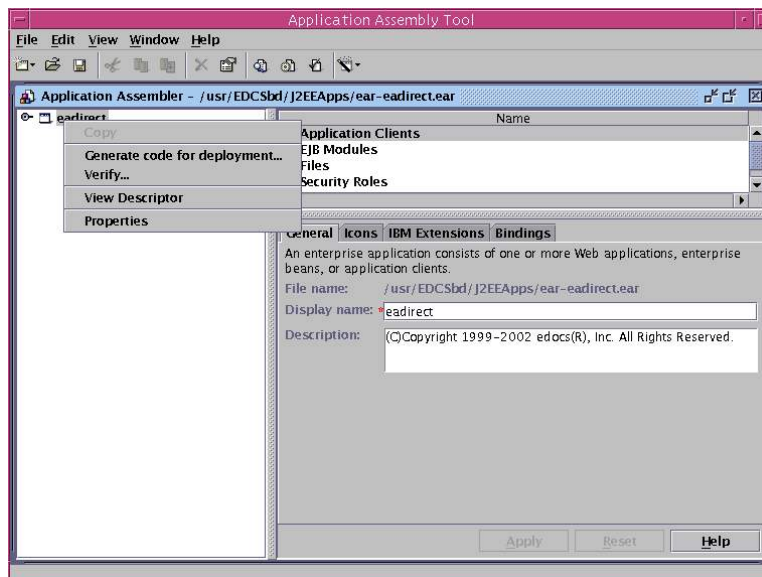 Application Assembly Tool
File Edit View Window Help
Application Assembler - /usr/EDCSbd/J2EEApps/ear-eadirect.ear
eadirect
Copy
Generate code for deployment...
Verify...
View Descriptor
Properties
Name
Application Clients
EJB Modules
Files
Security Roles
General Icons IBM Extensions Bindings
An enterprise application consists of one or more Web applications, enterprise
beans, or application clients.
File name: /usr/EDCSbd/J2EEApps/ear-eadirect.ear
Display name: *eadirect
Description: (C)Copyright 1999-2002 edocs(R), Inc. All Rights Reserved.
Apply Reset Help